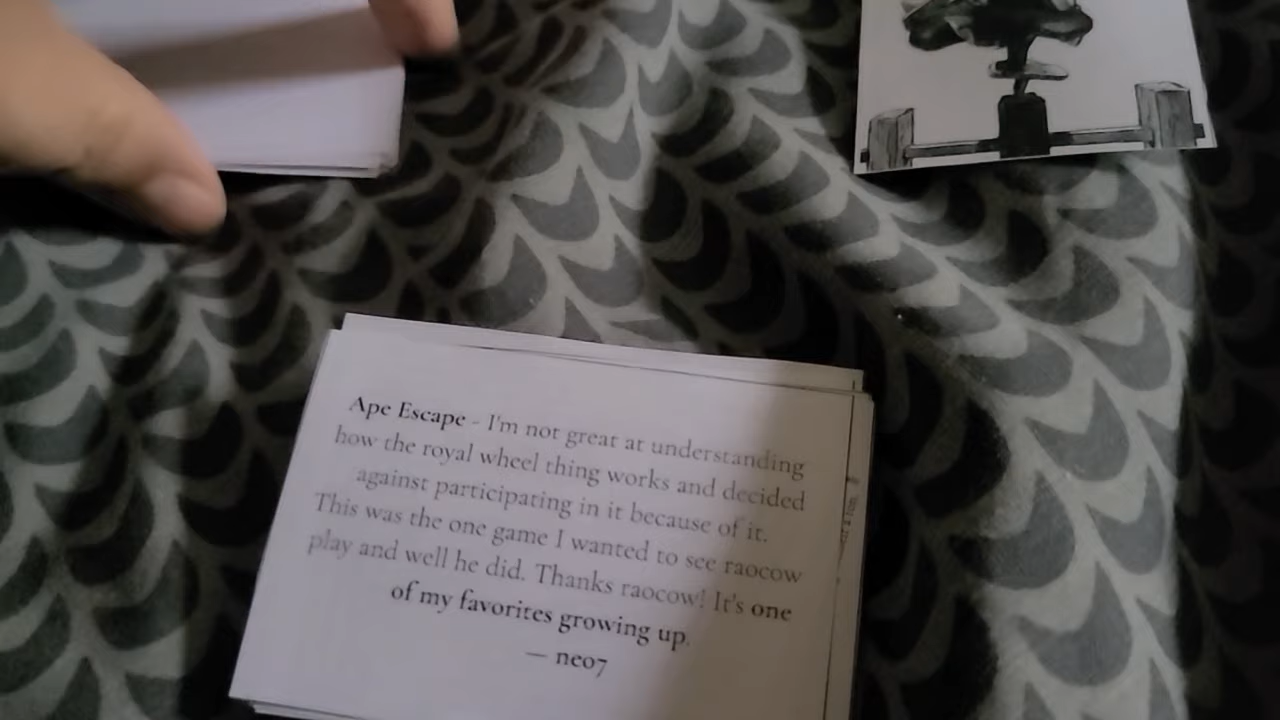 Ape Escape - I'm not great at understanding
how the royal wheel thing works and decided
against participating in it because of it.
This was the one game I wanted to see raocow
play and well he did. Thanks raocow! It's one
of my favorites growing up.
— neo7